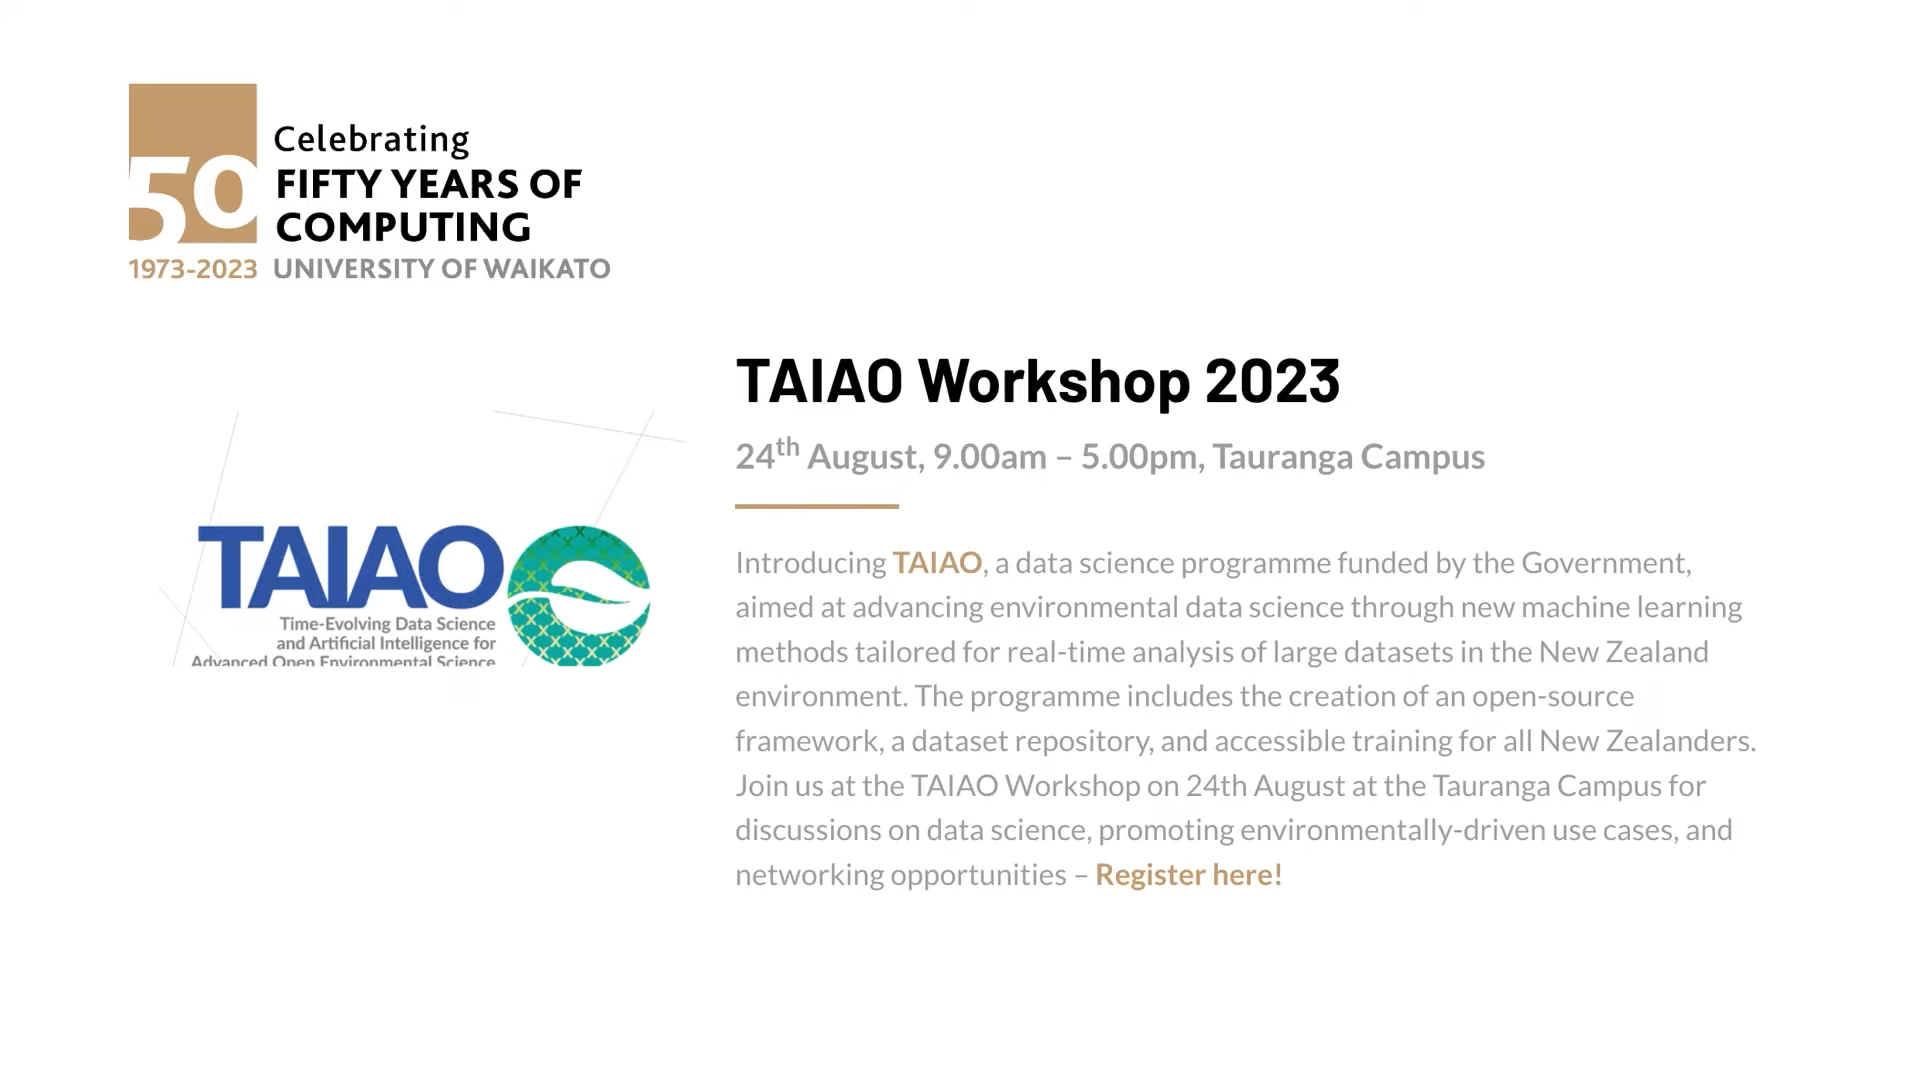 50
Celebrating
FIFTY YEARS OF
COMPUTING
1973-2023 UNIVERSITY OF WAIKATO
TAIAO Workshop 2023
24th August, 9.00am – 5.00pm, Tauranga Campus
TAIAO
Time-Evolving Data Science
and Artificial Intelligence for
Advanced Open Environmental Science
Introducing TAIAO, a data science programme funded by the Government,
aimed at advancing environmental data science through new machine learning
methods tailored for real-time analysis of large datasets in the New Zealand
environment. The programme includes the creation of an open-source
framework, a dataset repository, and accessible training for all New Zealanders.
Join us at the TAIAO Workshop on 24th August at the Tauranga Campus for
discussions on data science, promoting environmentally-driven use cases, and
networking opportunities – Register here!